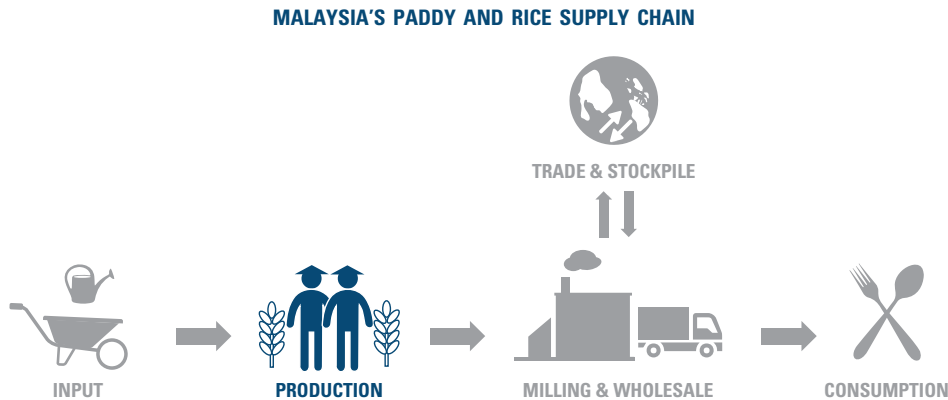 MALAYSIA'S PADDY AND RICE SUPPLY CHAIN
TRADE & STOCKPILE
INPUT
PRODUCTION
MILLING & WHOLESALE
CONSUMPTION